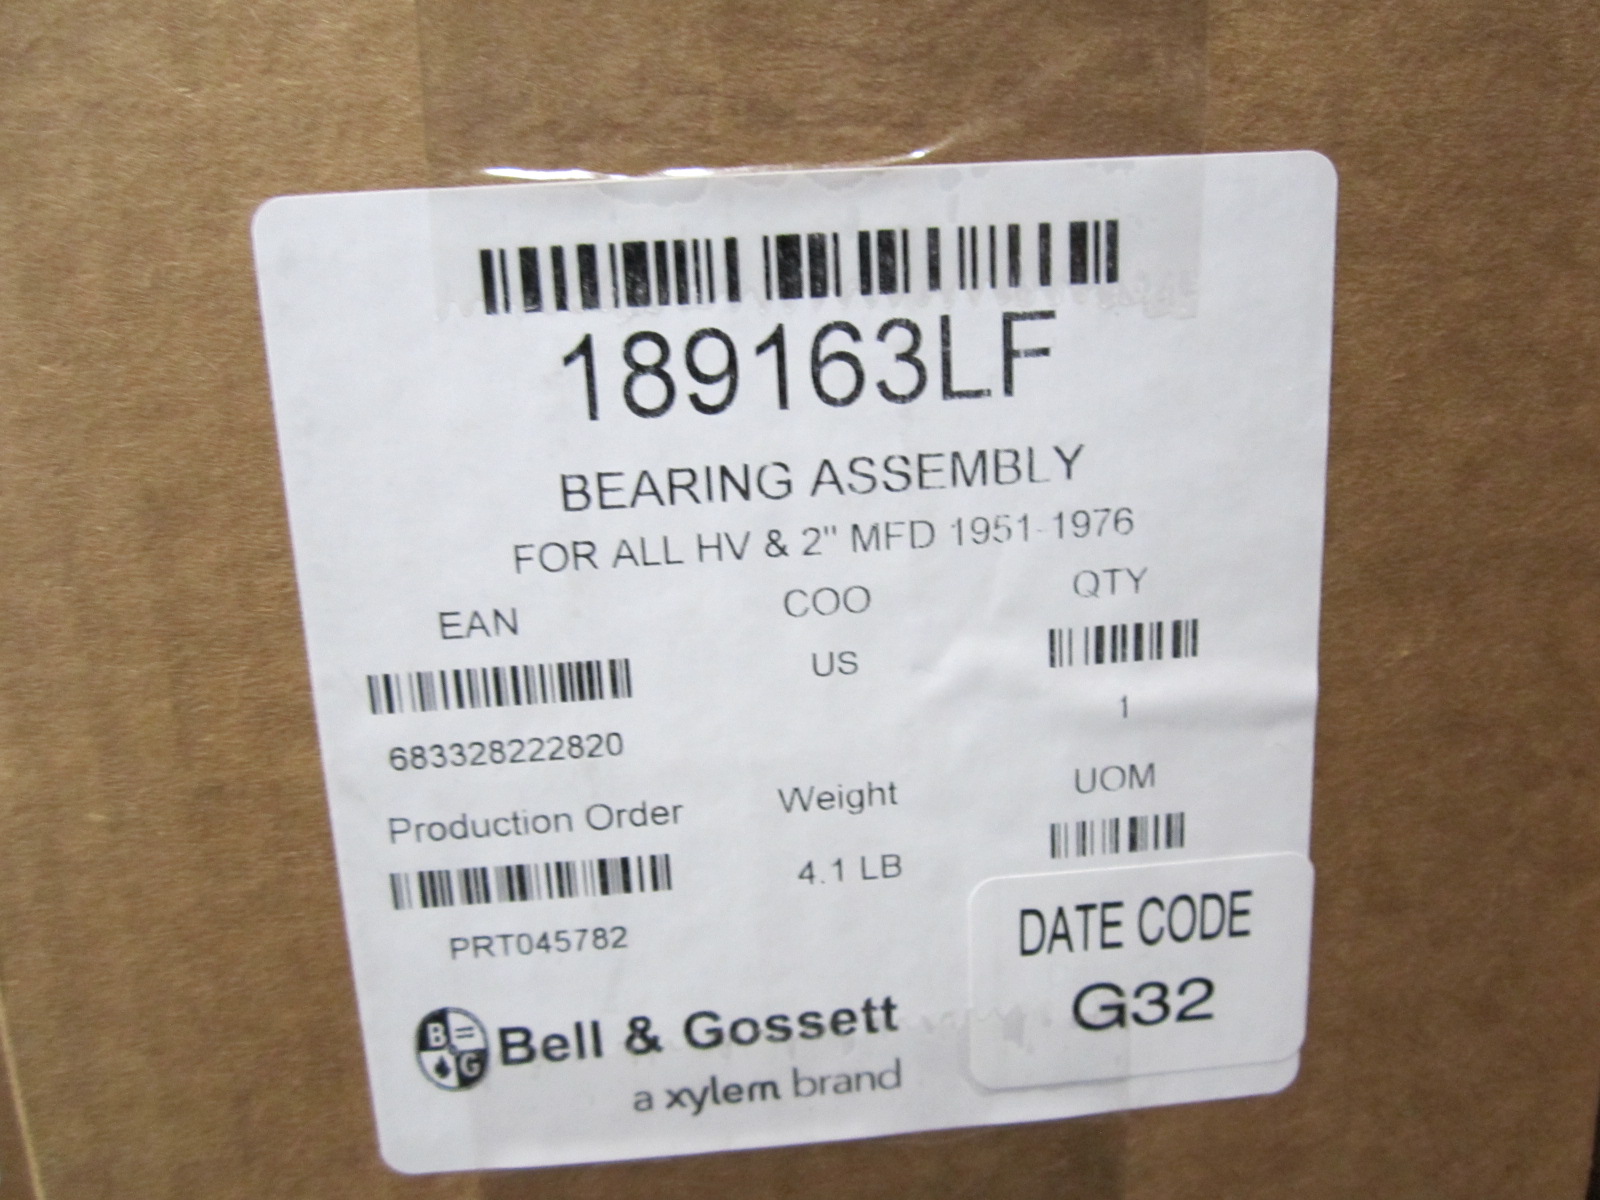 189163LF
BEARING ASSEMBLY
FOR ALL HV & 2" MFD 1951-1976
EAN
COO
QTY
US
683328222820
1
Production Order
Weight
UOM
4.1 LB
PRT045782
DATE CODE
G32
B G
Bell & Gossett
a xylem brand